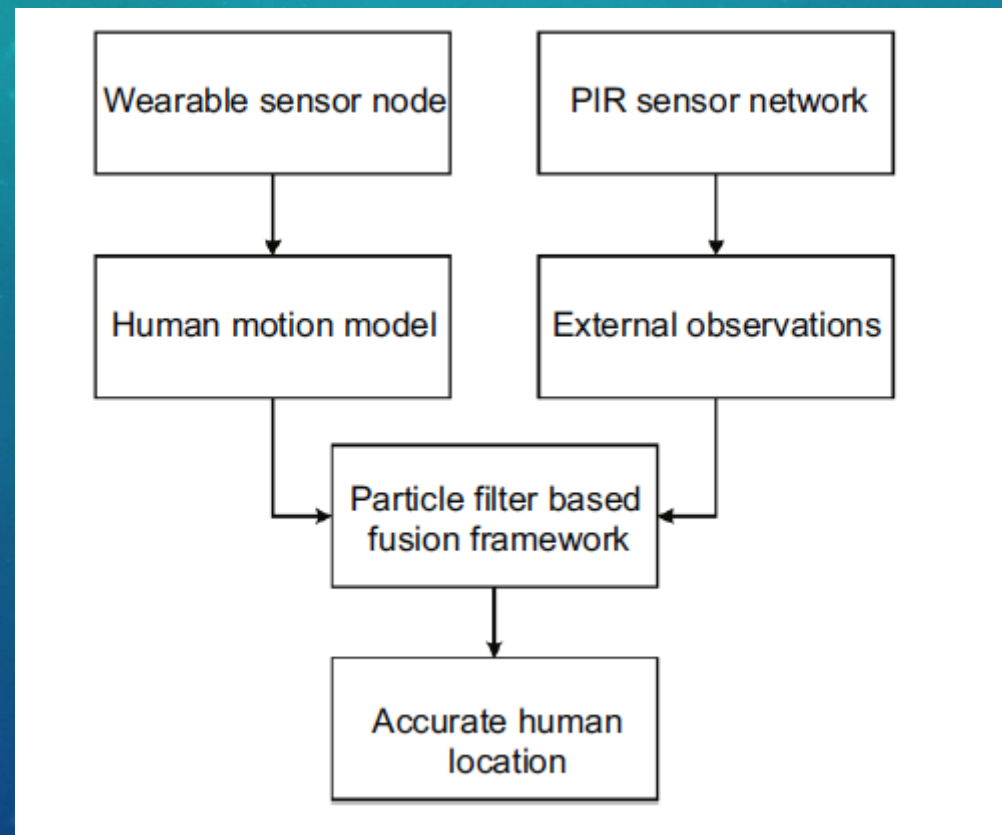 Wearable sensor node
PIR sensor network
Human motion model
External observations
Particle filter based
fusion framework
Accurate human
location